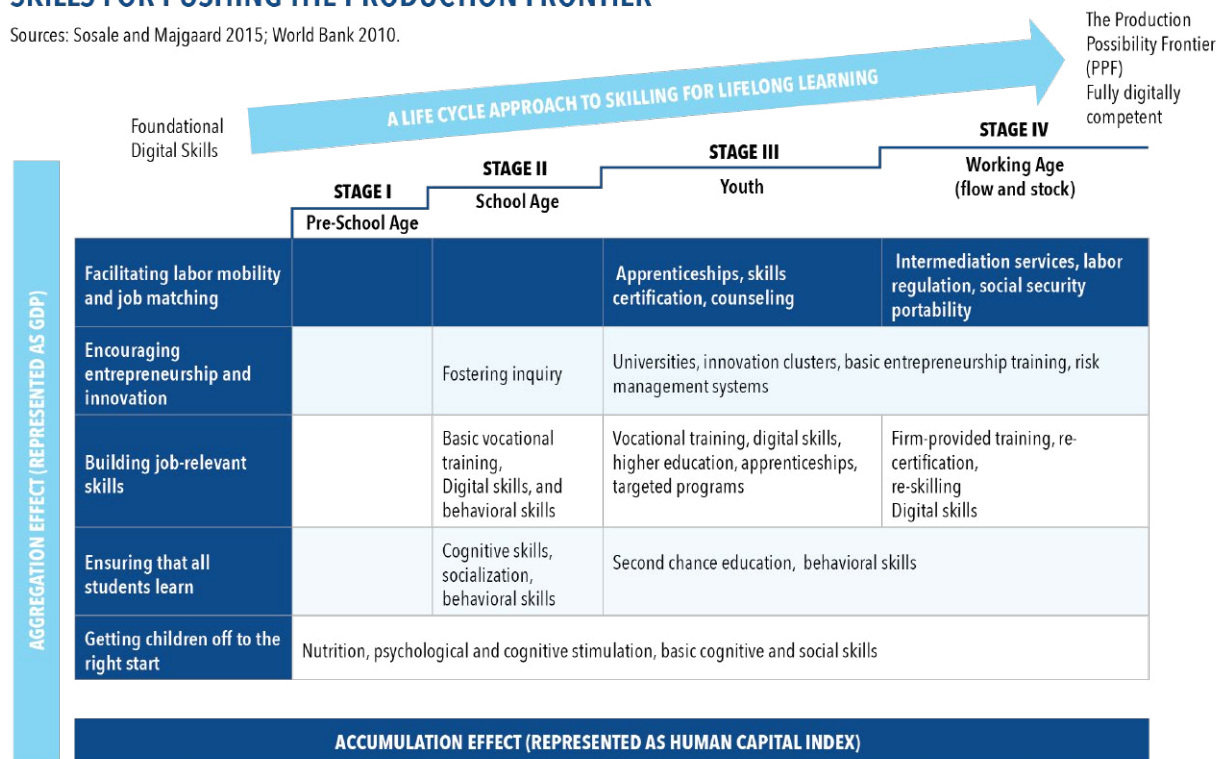 SKILLS FOR PUSHING THE PRODUCTION FRONTIER
Sources: Sosale and Majgaard 2015; World Bank 2010.
The Production
Possibility Frontier
(PPF)
Fully digitally
competent
A LIFE CYCLE APPROACH TO SKILLING FOR LIFELONG LEARNING
Foundational
Digital Skills
STAGE I
Pre-School Age
STAGE II
School Age
STAGE III
Youth
STAGE IV
Working Age
(flow and stock)
AGGREGATION EFFECT (REPRESENTED AS GDP)
Facilitating labor mobility
and job matching
Apprenticeships, skills
certification, counseling
Intermediation services, labor
regulation, social security
portability
Encouraging
entrepreneurship and
innovation
Fostering inquiry
Universities, innovation clusters, basic entrepreneurship training, risk
management systems
Building job-relevant
skills
Basic vocational
training,
Digital skills, and
behavioral skills
Vocational training, digital skills,
higher education, apprenticeships,
targeted programs
Firm-provided training, re-
certification,
re-skilling
Digital skills
Ensuring that all
students learn
Cognitive skills,
socialization,
behavioral skills
Second chance education, behavioral skills
Getting children off to the
right start
Nutrition, psychological and cognitive stimulation, basic cognitive and social skills
ACCUMULATION EFFECT (REPRESENTED AS HUMAN CAPITAL INDEX)